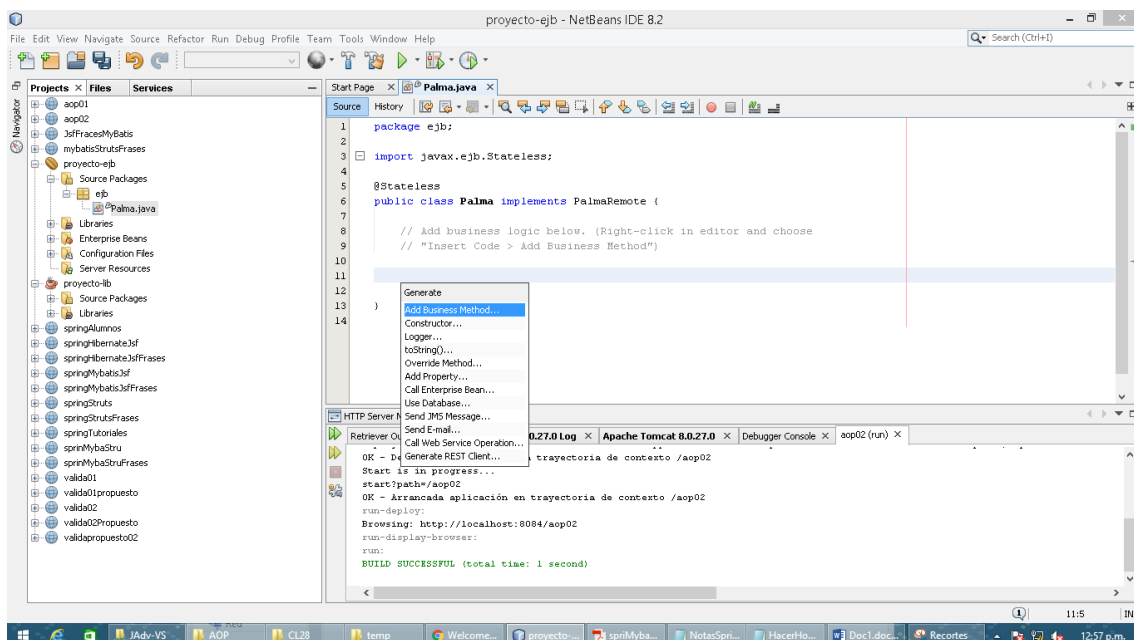 proyecto-ejb - NetBeans IDE 8.2
File Edit View Navigate Source Refactor Run Debug Profile Team Tools Window Help
Search (Ctrl+I)
Projects Files Services
Navigator
aop01
aop02
JsfFracesMyBatis
mybatisStrutsFrases
proyecto-ejb
Source Packages
ejb
Palma.java
Libraries
Enterprise Beans
Configuration Files
Server Resources
proyecto-lib
Source Packages
Libraries
springAlumnos
springHibernateJsf
springHibernateJsfFrases
springMybatisJsf
springMybatisJsfFrases
springStruts
springStrutsFrases
springTutoriales
sprinMybaStru
sprinMybaStruFrases
valida01
valida01propuesto
valida02
valida02Propuesto
validapropuesto02
Start Page Palma.java
Source History
1 package ejb;
2
3 import javax.ejb.Stateless;
4
5 @Stateless
6 public class Palma implements PalmaRemote {
7
8 // Add business logic below. (Right-click in editor and choose
9 // "Insert Code > Add Business Method")
10
11
12
13 }
14
Generate
Add Business Method...
Constructor...
Logger...
toString()...
Override Method...
Add Property...
Call Enterprise Bean...
Use Database...
Send JMS Message...
Send E-mail...
Call Web Service Operation...
Generate REST Client...
HTTP Server
Retriever 0.27.0 Log Apache Tomcat 8.0.27.0 Debugger Console aop02 (run)
OK - De trayectoria de contexto /aop02
Start is in progress...
start?path=/aop02
OK - Arrancada aplicación en trayectoria de contexto /aop02
run-deploy:
Browsing: http://localhost:8084/aop02
run-display-browser:
run:
BUILD SUCCESSFUL (total time: 1 second)
1 11:5 IN
JAdv-VS AOP CL28 temp Welcome... proyecto-... spriMyba... NotasSpri... HacerHo... Doc1.doc... Recortes 12:57 p.m.